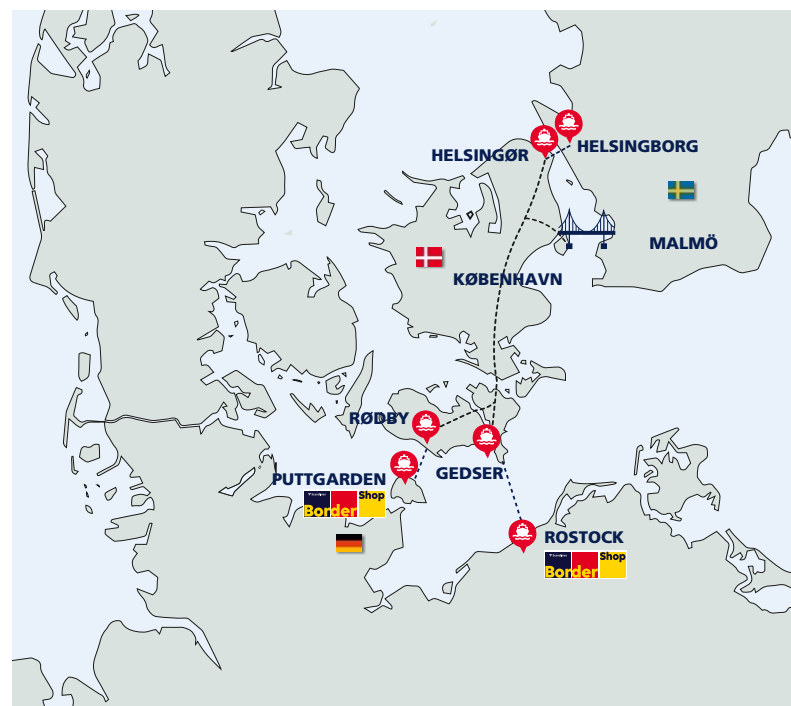 HELSINGØR
HELSINGBORG
MALMÖ
KØBENHAVN
RØDBY
GEDSER
PUTTGARDEN
Border
Shop
ROSTOCK
Border
Shop